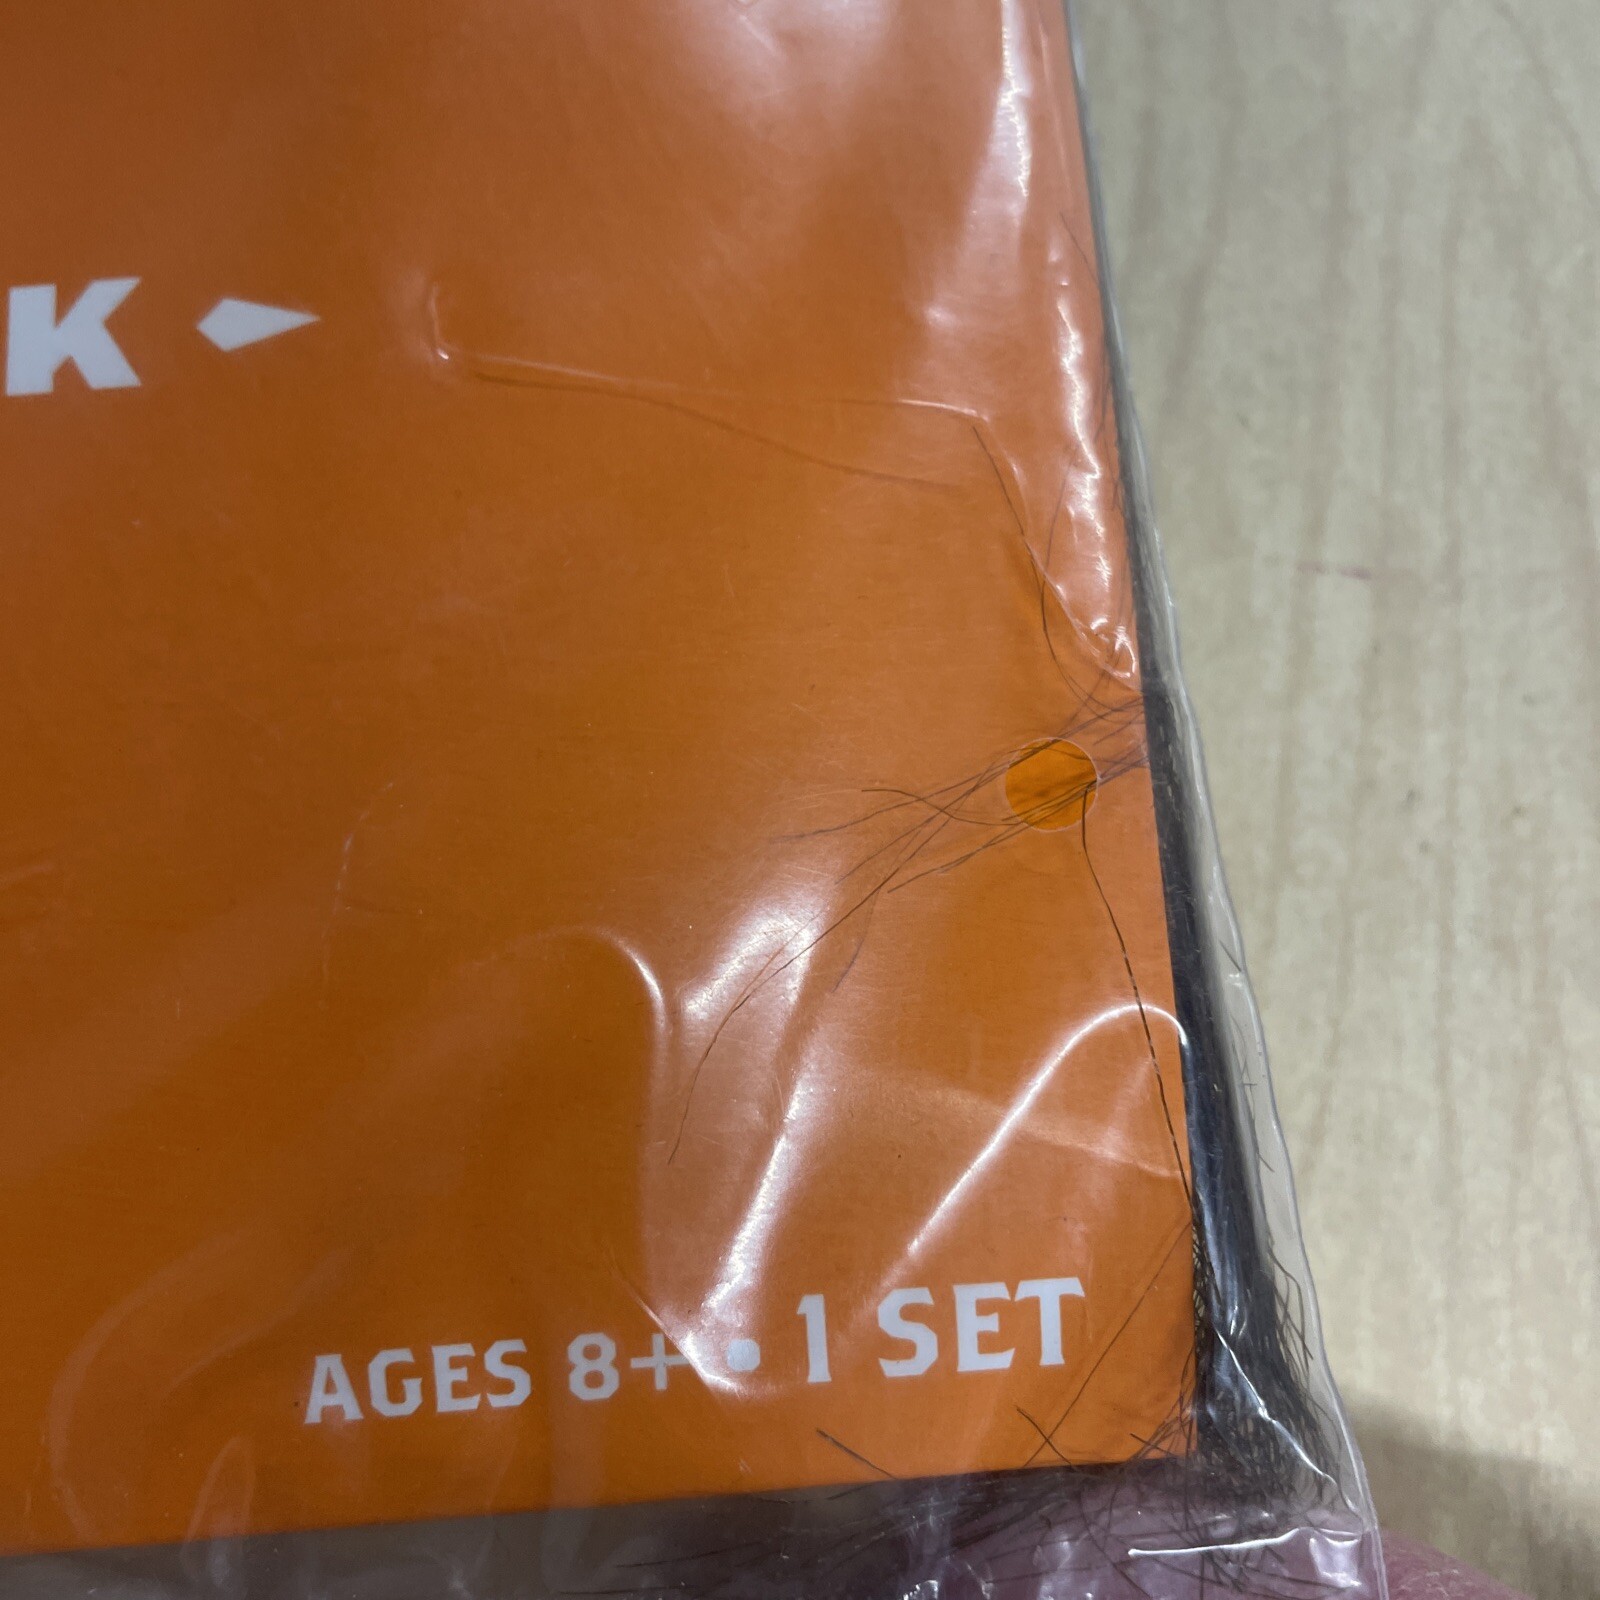 K
AGES 8+ • 1 SET